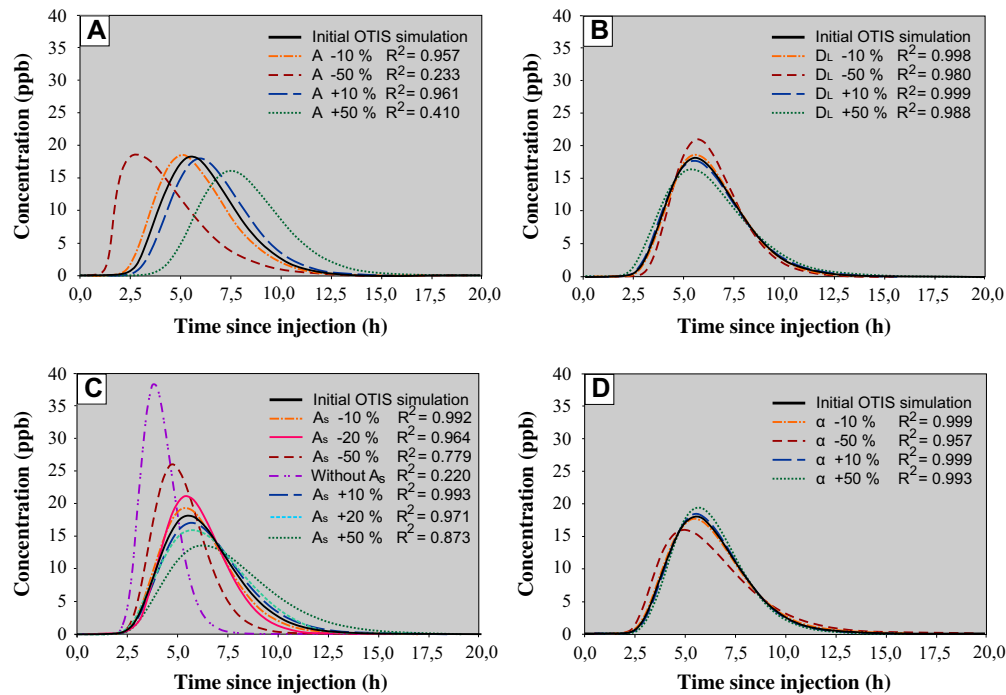 A
Concentration (ppb)
40
35
30
25
20
15
10
5
0
Initial OTIS simulation
A -10 % R² = 0.957
A -50 % R² = 0.233
A +10 % R² = 0.961
A +50 % R² = 0.410
0,0 2,5 5,0 7,5 10,0 12,5 15,0 17,5 20,0
Time since injection (h)
B
Concentration (ppb)
40
35
30
25
20
15
10
5
0
Initial OTIS simulation
DL -10 % R² = 0.998
DL -50 % R² = 0.980
DL +10 % R² = 0.999
DL +50 % R² = 0.988
0,0 2,5 5,0 7,5 10,0 12,5 15,0 17,5 20,0
Time since injection (h)
C
Concentration (ppb)
40
35
30
25
20
15
10
5
0
Initial OTIS simulation
As -10 % R² = 0.992
As -20 % R² = 0.964
As -50 % R² = 0.779
Without As R² = 0.220
As +10 % R² = 0.993
As +20 % R² = 0.971
As +50 % R² = 0.873
0,0 2,5 5,0 7,5 10,0 12,5 15,0 17,5 20,0
Time since injection (h)
D
Concentration (ppb)
40
35
30
25
20
15
10
5
0
Initial OTIS simulation
α -10 % R² = 0.999
α -50 % R² = 0.957
α +10 % R² = 0.999
α +50 % R² = 0.993
0,0 2,5 5,0 7,5 10,0 12,5 15,0 17,5 20,0
Time since injection (h)